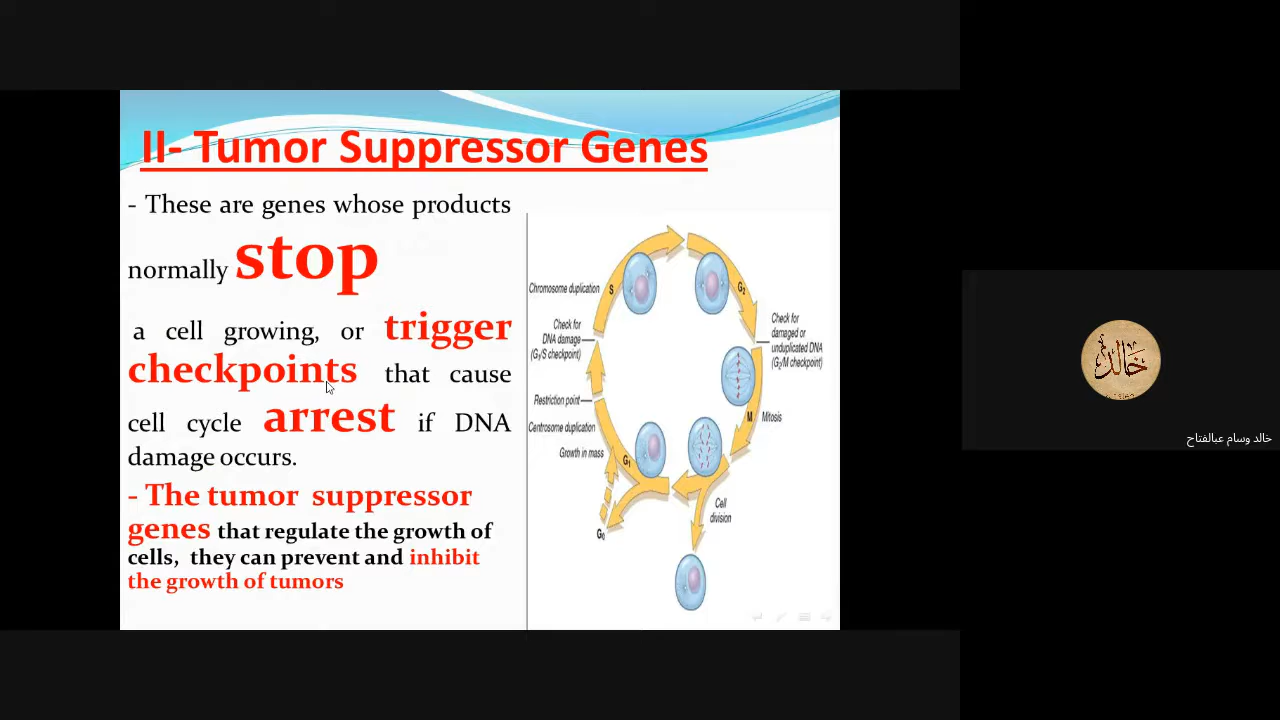 II- Tumor Suppressor Genes
- These are genes whose products
normally stop
a cell growing, or trigger
checkpoints that cause
cell cycle arrest if DNA
damage occurs.
- The tumor suppressor
genes that regulate the growth of
cells, they can prevent and inhibit
the growth of tumors
S
G2
Chromosome duplication
Check for
DNA damage
(G1/S checkpoint)
Check for
damaged or
unduplicated DNA
(G2/M checkpoint)
Restriction point
M
Mitosis
Centrosome duplication
Growth in mass
G1
G0
Cell
division
خالد
خالد وسام عبالفتاح